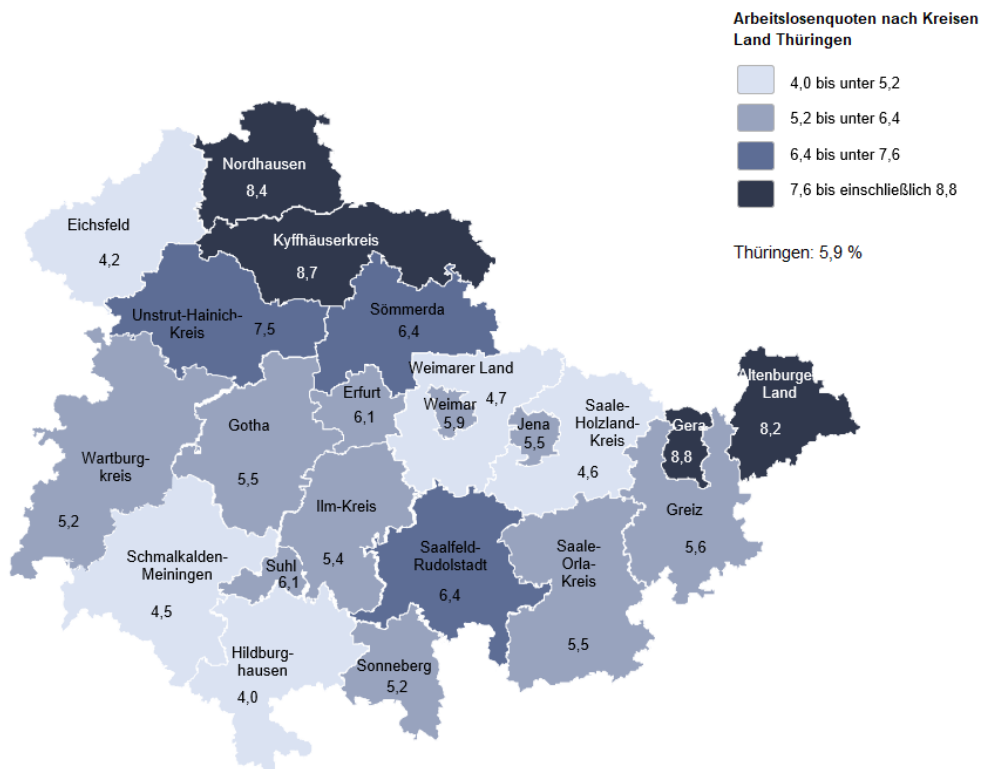 Arbeitslosenquoten nach Kreisen
Land Thüringen
4,0 bis unter 5,2
5,2 bis unter 6,4
6,4 bis unter 7,6
7,6 bis einschließlich 8,8
Thüringen: 5,9 %
Nordhausen
8,4
Eichsfeld
4,2
Kyffhäuserkreis
8,7
Unstrut-Hainich-
Kreis
7,5
Sömmerda
6,4
Weimarer Land
4,7
Weimar
5,9
Erfurt
6,1
Gotha
5,5
Wartburg-
kreis
5,2
Jena
5,5
Saale-
Holzland-
Kreis
4,6
Gera
8,8
Altenburger
Land
8,2
Greiz
5,6
Ilm-Kreis
5,4
Schmalkalden-
Meiningen
4,5
Suhl
6,1
Saalfeld-
Rudolstadt
6,4
Saale-
Orla-
Kreis
5,5
Hildburg-
hausen
4,0
Sonneberg
5,2